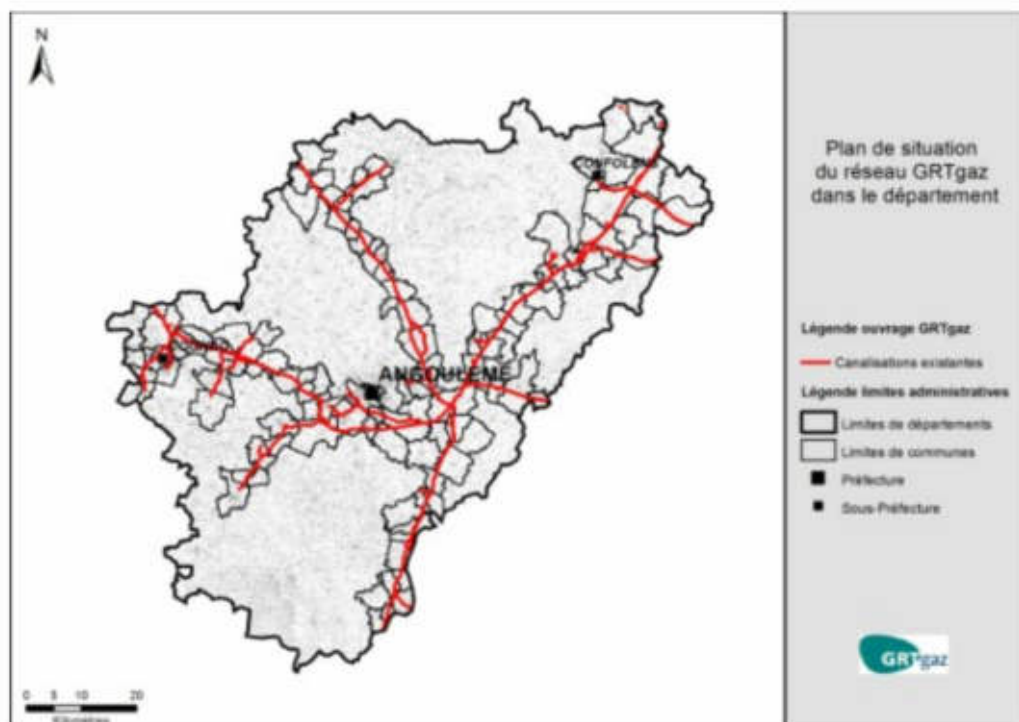 N
CONFOLENS
ANGOULEME
0 5 10 20
Kilomètres
Plan de situation
du réseau GRTgaz
dans le département
Légende ouvrage GRTgaz
Canalisations existantes
Légende limites administratives
Limites de départements
Limites de communes
Préfecture
Sous-Préfecture
GRTgaz